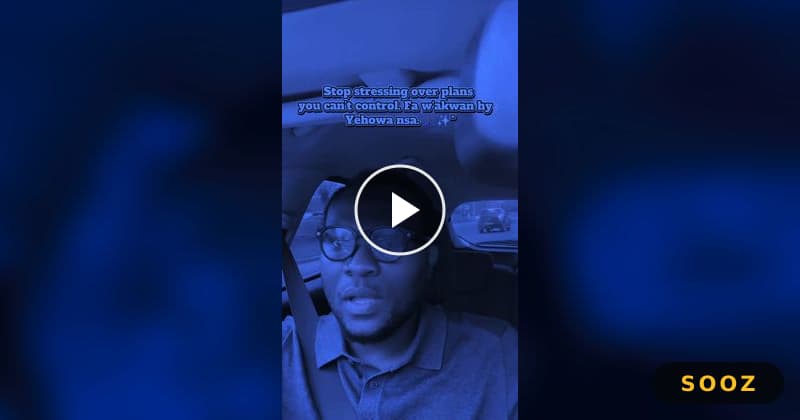 Stop stressing over plans
you can't control. Fa w'akwan hy
Yehowa nsa. ✨"
SOOZ